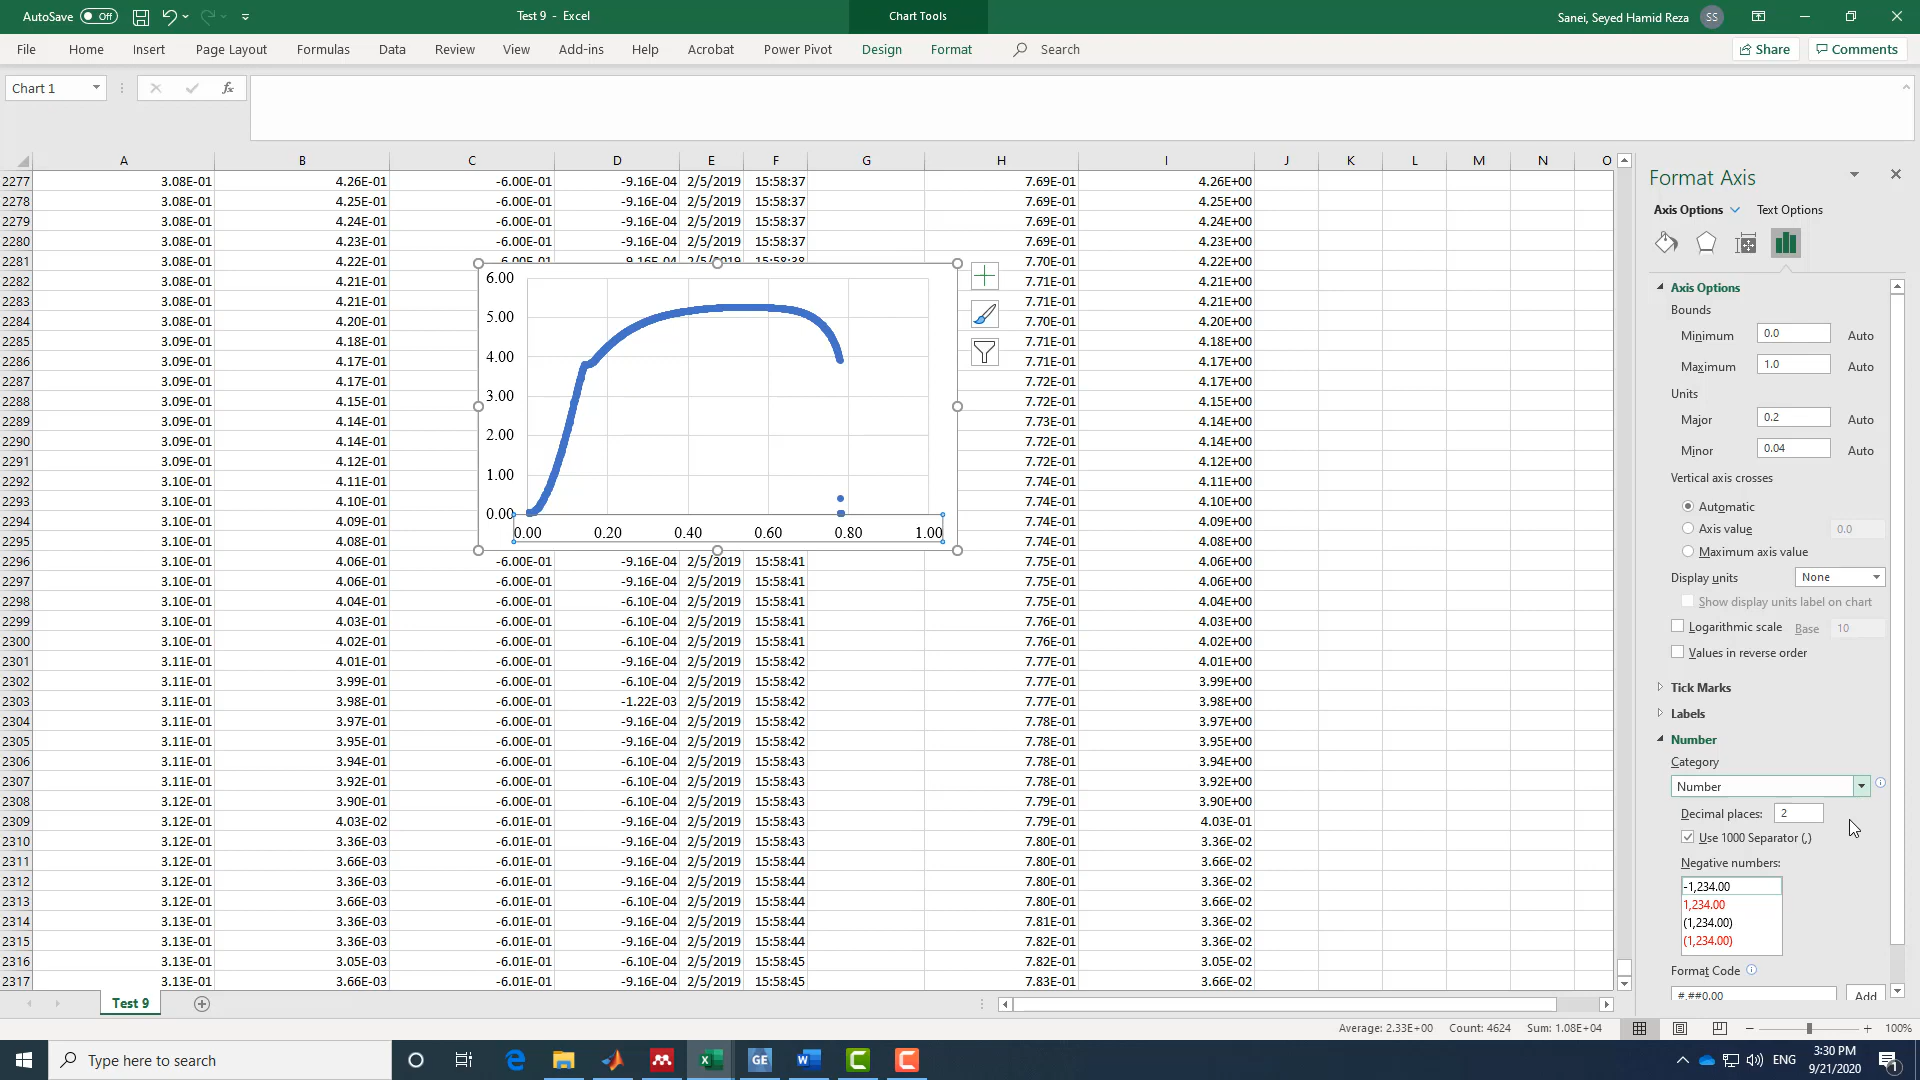 AutoSave Off Test 9 - Excel Chart Tools Sanei, Seyed Hamid Reza SS
File Home Insert Page Layout Formulas Data Review View Add-ins Help Acrobat Power Pivot Design Format Search Share Comments
Chart 1 fx
A B C D E F G H I J K L M N O
2277 3.08E-01 4.26E-01 -6.00E-01 -9.16E-04 2/5/2019 15:58:37 7.69E-01 4.26E+00
2278 3.08E-01 4.25E-01 -6.00E-01 -9.16E-04 2/5/2019 15:58:37 7.69E-01 4.25E+00
2279 3.08E-01 4.24E-01 -6.00E-01 -9.16E-04 2/5/2019 15:58:37 7.69E-01 4.24E+00
2280 3.08E-01 4.23E-01 -6.00E-01 -9.16E-04 2/5/2019 15:58:37 7.69E-01 4.23E+00
2281 3.08E-01 4.22E-01 -6.00E-01 -9.16E-04 2/5/2019 15:58:38 7.70E-01 4.22E+00
2282 3.08E-01 4.21E-01 7.71E-01 4.21E+00
2283 3.08E-01 4.21E-01 7.71E-01 4.21E+00
2284 3.08E-01 4.20E-01 7.70E-01 4.20E+00
2285 3.09E-01 4.18E-01 7.71E-01 4.18E+00
2286 3.09E-01 4.17E-01 7.71E-01 4.17E+00
2287 3.09E-01 4.17E-01 7.72E-01 4.17E+00
2288 3.09E-01 4.15E-01 7.72E-01 4.15E+00
2289 3.09E-01 4.14E-01 7.73E-01 4.14E+00
2290 3.09E-01 4.14E-01 7.72E-01 4.14E+00
2291 3.09E-01 4.12E-01 7.72E-01 4.12E+00
2292 3.10E-01 4.11E-01 7.74E-01 4.11E+00
2293 3.10E-01 4.10E-01 7.74E-01 4.10E+00
2294 3.10E-01 4.09E-01 7.74E-01 4.09E+00
2295 3.10E-01 4.08E-01 7.74E-01 4.08E+00
2296 3.10E-01 4.06E-01 -6.00E-01 -9.16E-04 2/5/2019 15:58:41 7.75E-01 4.06E+00
2297 3.10E-01 4.06E-01 -6.00E-01 -9.16E-04 2/5/2019 15:58:41 7.75E-01 4.06E+00
2298 3.10E-01 4.04E-01 -6.00E-01 -6.10E-04 2/5/2019 15:58:41 7.75E-01 4.04E+00
2299 3.10E-01 4.03E-01 -6.00E-01 -6.10E-04 2/5/2019 15:58:41 7.76E-01 4.03E+00
2300 3.10E-01 4.02E-01 -6.00E-01 -6.10E-04 2/5/2019 15:58:41 7.76E-01 4.02E+00
2301 3.11E-01 4.01E-01 -6.00E-01 -9.16E-04 2/5/2019 15:58:42 7.77E-01 4.01E+00
2302 3.11E-01 3.99E-01 -6.00E-01 -6.10E-04 2/5/2019 15:58:42 7.77E-01 3.99E+00
2303 3.11E-01 3.98E-01 -6.00E-01 -1.22E-03 2/5/2019 15:58:42 7.77E-01 3.98E+00
2304 3.11E-01 3.97E-01 -6.00E-01 -9.16E-04 2/5/2019 15:58:42 7.78E-01 3.97E+00
2305 3.11E-01 3.95E-01 -6.00E-01 -9.16E-04 2/5/2019 15:58:42 7.78E-01 3.95E+00
2306 3.11E-01 3.94E-01 -6.00E-01 -6.10E-04 2/5/2019 15:58:43 7.78E-01 3.94E+00
2307 3.11E-01 3.92E-01 -6.00E-01 -6.10E-04 2/5/2019 15:58:43 7.78E-01 3.92E+00
2308 3.12E-01 3.90E-01 -6.00E-01 -6.10E-04 2/5/2019 15:58:43 7.79E-01 3.90E+00
2309 3.12E-01 4.03E-02 -6.00E-01 -9.16E-04 2/5/2019 15:58:43 7.79E-01 4.03E-01
2310 3.12E-01 3.36E-03 -6.01E-01 -9.16E-04 2/5/2019 15:58:43 7.80E-01 3.36E-02
2311 3.12E-01 3.66E-03 -6.01E-01 -9.16E-04 2/5/2019 15:58:44 7.80E-01 3.66E-02
2312 3.12E-01 3.36E-03 -6.01E-01 -9.16E-04 2/5/2019 15:58:44 7.80E-01 3.36E-02
2313 3.12E-01 3.66E-03 -6.01E-01 -9.16E-04 2/5/2019 15:58:44 7.80E-01 3.66E-02
2314 3.13E-01 3.36E-03 -6.01E-01 -9.16E-04 2/5/2019 15:58:44 7.81E-01 3.36E-02
2315 3.13E-01 3.36E-03 -6.01E-01 -9.16E-04 2/5/2019 15:58:44 7.82E-01 3.36E-02
2316 3.13E-01 3.05E-03 -6.01E-01 -6.10E-04 2/5/2019 15:58:45 7.82E-01 3.05E-02
2317 3.13E-01 3.66E-03 -6.01E-01 -9.16E-04 2/5/2019 15:58:45 7.83E-01 3.66E-02
6.00
5.00
4.00
3.00
2.00
1.00
0.00
0.00 0.20 0.40 0.60 0.80 1.00
Format Axis
Axis Options Text Options
Axis Options
Bounds
Minimum 0.0 Auto
Maximum 1.0 Auto
Units
Major 0.2 Auto
Minor 0.04 Auto
Vertical axis crosses
Automatic
Axis value 0.0
Maximum axis value
Display units None
Show display units label on chart
Logarithmic scale Base 10
Values in reverse order
Tick Marks
Labels
Number
Category
Number
Decimal places: 2
Use 1000 Separator (,)
Negative numbers:
-1,234.00
1,234.00
(1,234.00)
(1,234.00)
Format Code
#,##0.00 Add
Test 9
Average: 2.33E+00 Count: 4624 Sum: 1.08E+04 100%
Type here to search GE ENG 3:30 PM
9/21/2020 1